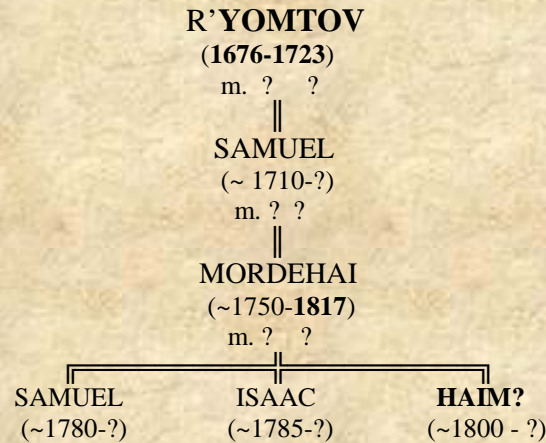 R’YOMTOV
(1676-1723)
m. ? ?
SAMUEL
(~ 1710-?)
m. ? ?
MORDEHAI
(~1750-1817)
m. ? ?
SAMUEL ISAAC HAIM?
(~1780-?) (~1785-?) (~1800 - ?)